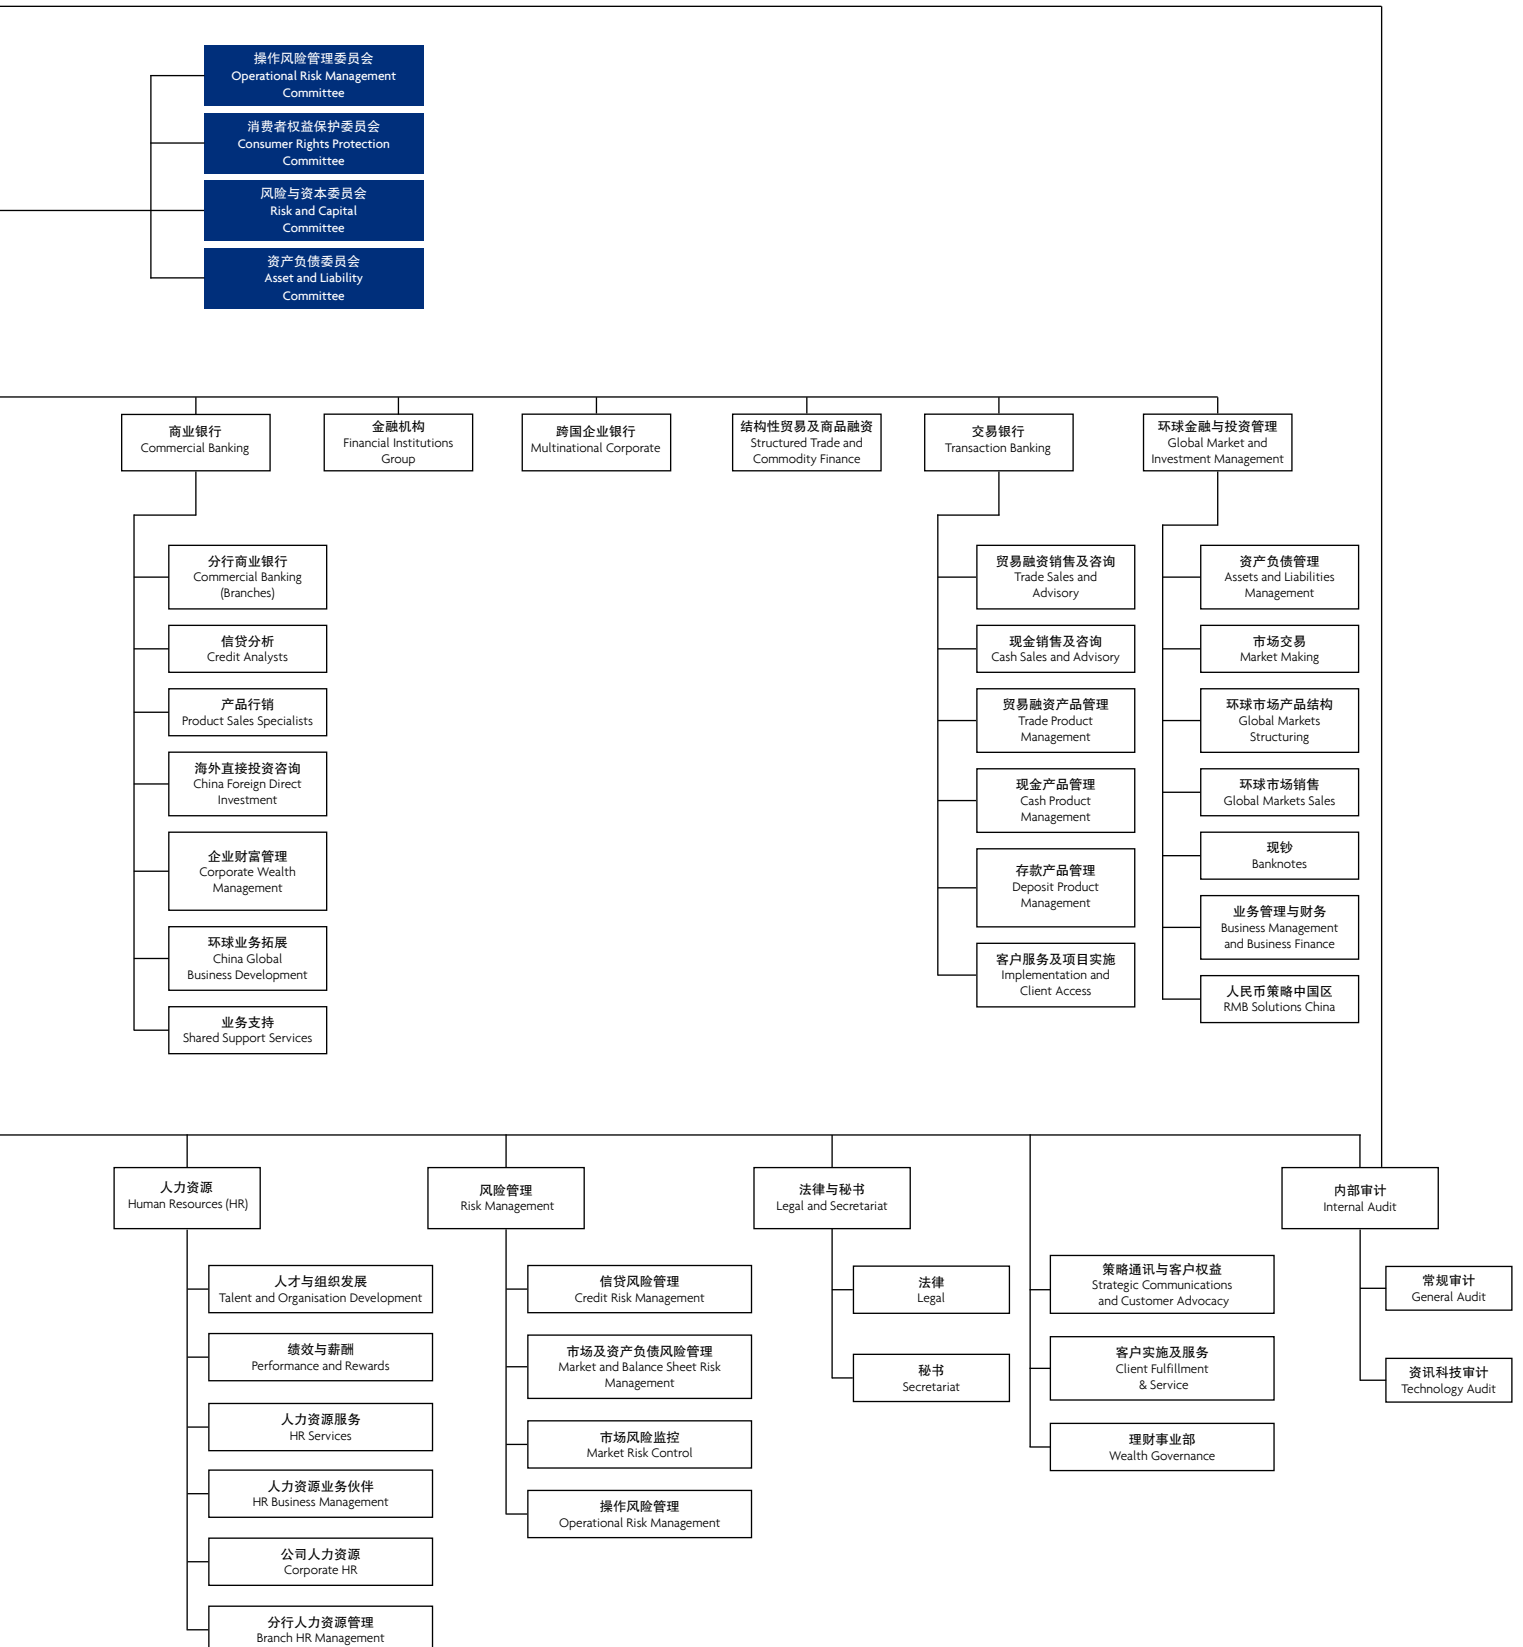 操作风险管理委员会
Operational Risk Management
Committee
消费者权益保护委员会
Consumer Rights Protection
Committee
风险与资本委员会
Risk and Capital
Committee
资产负债委员会
Asset and Liability
Committee
商业银行
Commercial Banking
金融机构
Financial Institutions
Group
跨国企业银行
Multinational Corporate
结构性贸易及商品融资
Structured Trade and
Commodity Finance
交易银行
Transaction Banking
环球金融与投资管理
Global Market and
Investment Management
分行商业银行
Commercial Banking
(Branches)
信贷分析
Credit Analysts
产品行销
Product Sales Specialists
海外直接投资咨询
China Foreign Direct
Investment
企业财富管理
Corporate Wealth
Management
环球业务拓展
China Global
Business Development
业务支持
Shared Support Services
贸易融资销售及咨询
Trade Sales and
Advisory
现金销售及咨询
Cash Sales and Advisory
贸易融资产品管理
Trade Product
Management
现金产品管理
Cash Product
Management
存款产品管理
Deposit Product
Management
客户服务及项目实施
Implementation and
Client Access
资产负债管理
Assets and Liabilities
Management
市场交易
Market Making
环球市场产品结构
Global Markets
Structuring
环球市场销售
Global Markets Sales
现钞
Banknotes
业务管理与财务
Business Management
and Business Finance
人民币策略中国区
RMB Solutions China
人力资源
Human Resources (HR)
风险管理
Risk Management
法律与秘书
Legal and Secretariat
内部审计
Internal Audit
人才与组织发展
Talent and Organisation Development
绩效与薪酬
Performance and Rewards
人力资源服务
HR Services
人力资源业务伙伴
HR Business Management
公司人力资源
Corporate HR
分行人力资源管理
Branch HR Management
信贷风险管理
Credit Risk Management
市场及资产负债风险管理
Market and Balance Sheet Risk
Management
市场风险监控
Market Risk Control
操作风险管理
Operational Risk Management
法律
Legal
秘书
Secretariat
策略通讯与客户权益
Strategic Communications
and Customer Advocacy
客户实施及服务
Client Fulfillment
& Service
理财事业部
Wealth Governance
常规审计
General Audit
资讯科技审计
Technology Audit